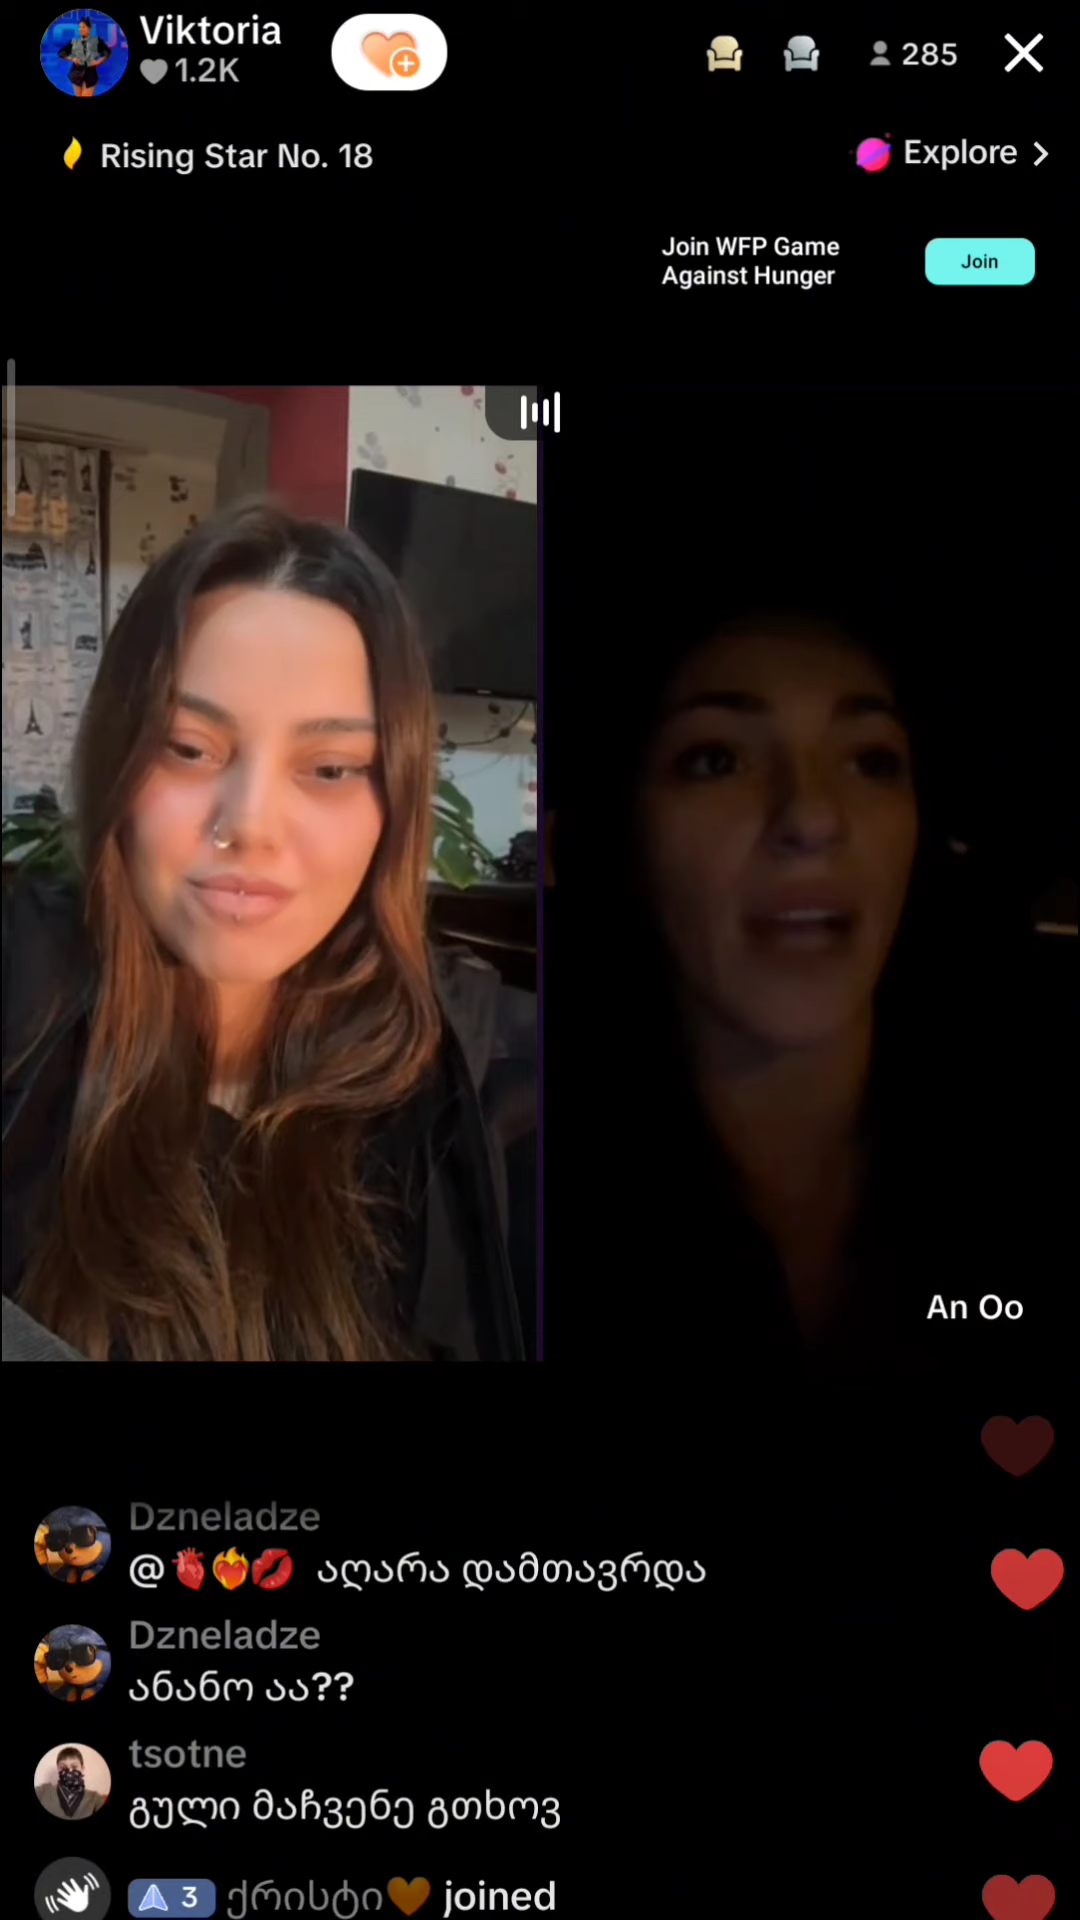 Viktoria
1.2K
285
Rising Star No. 18
Explore
Join WFP Game
Against Hunger
Join
An Oo
Dzneladze
@🫀❤️‍🔥💋 აღარა დამთავრდა
Dzneladze
ანანო აა??
tsotne
გული მაჩვენე გთხოვ
3 ქრისტი🧡 joined